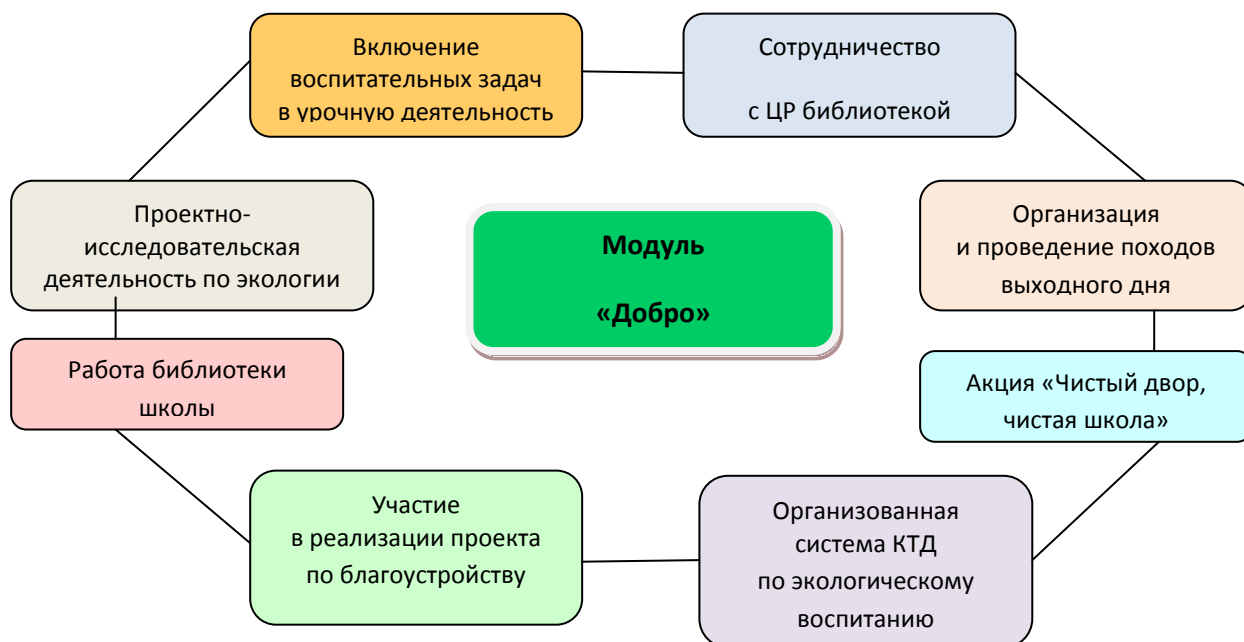 Включение
воспитательных задач
в урочную деятельность
Сотрудничество
с ЦР библиотекой
Проектно-
исследовательская
деятельность по экологии
Модуль
«Добро»
Организация
и проведение походов
выходного дня
Работа библиотеки
школы
Акция «Чистый двор,
чистая школа»
Участие
в реализации проекта
по благоустройству
Организованная
система КТД
по экологическому
воспитанию